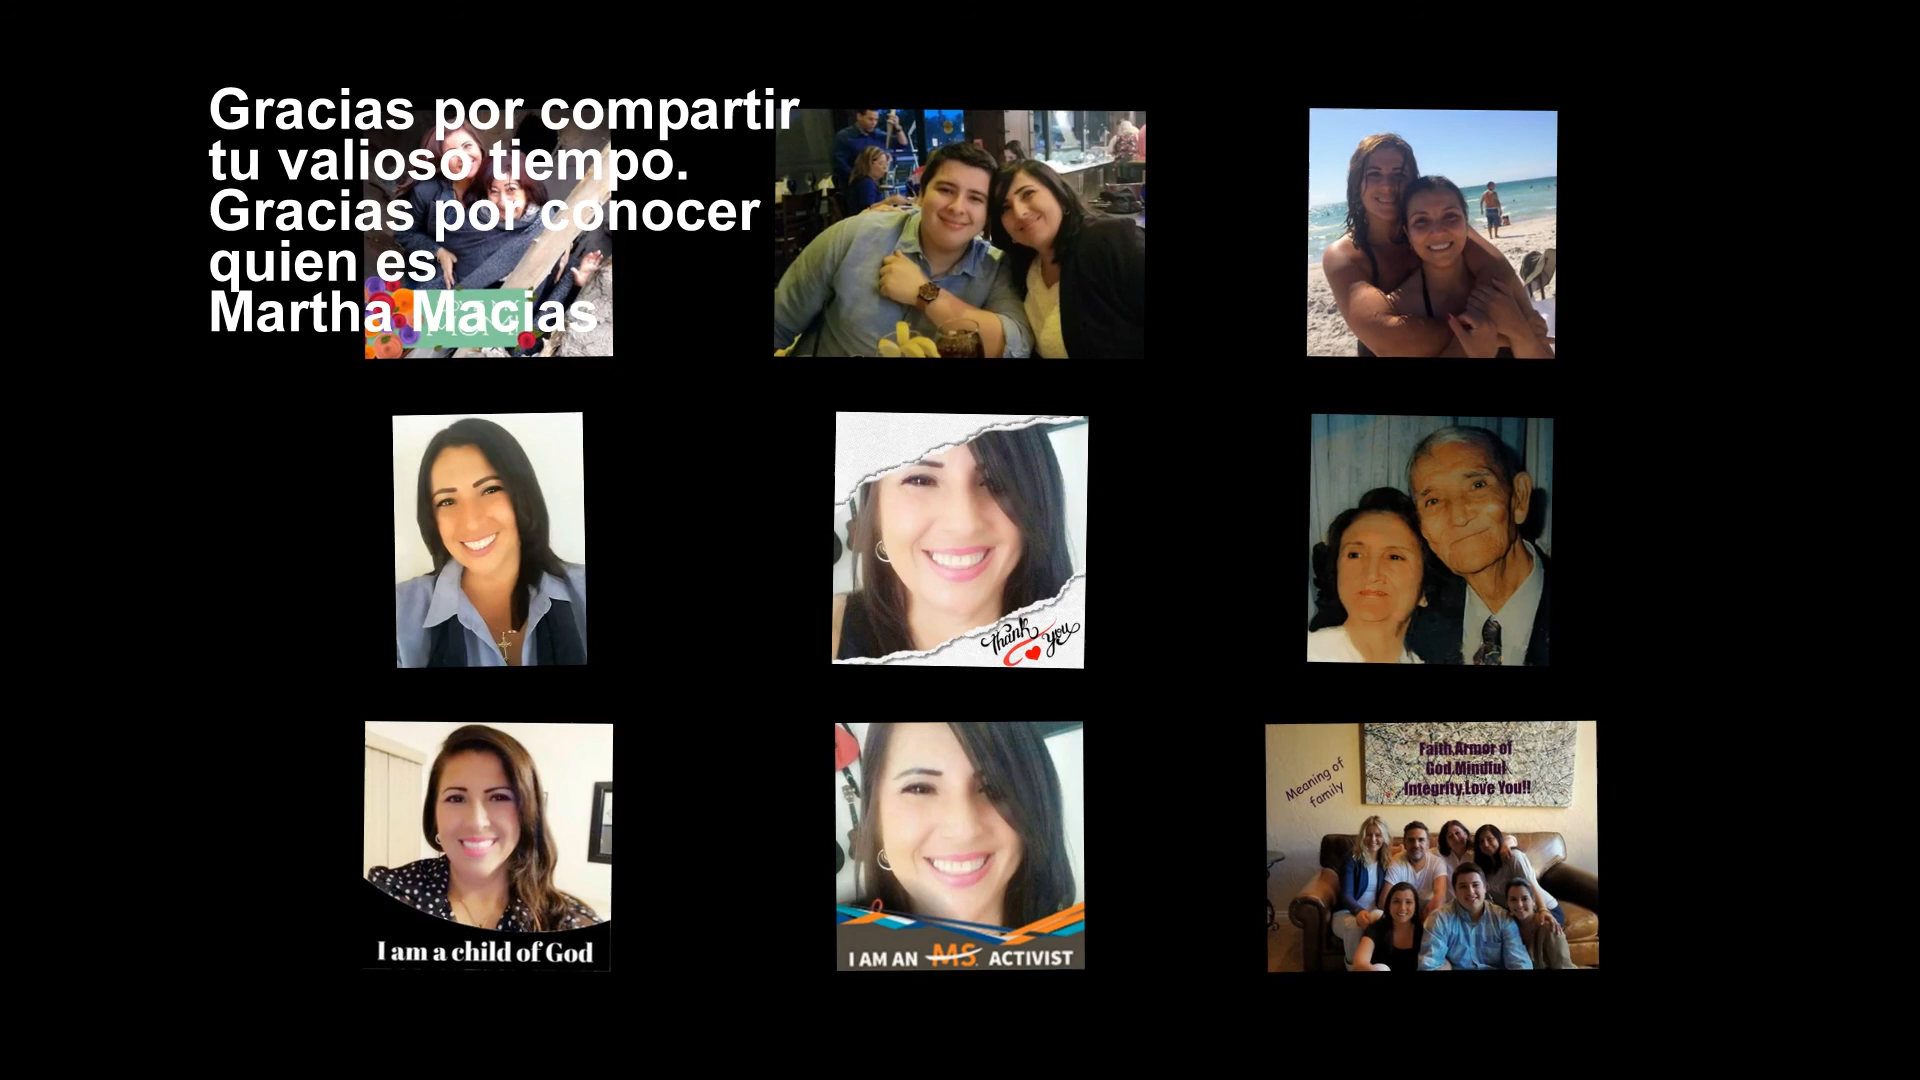 Gracias por compartir
tu valioso tiempo.
Gracias por conocer
quien es
Martha Macias
MOM
Thank you
I am a child of God
I AM AN MS ACTIVIST
Meaning of
family
Faith,Armor of
God,Mindful
Integrity,Love You!!